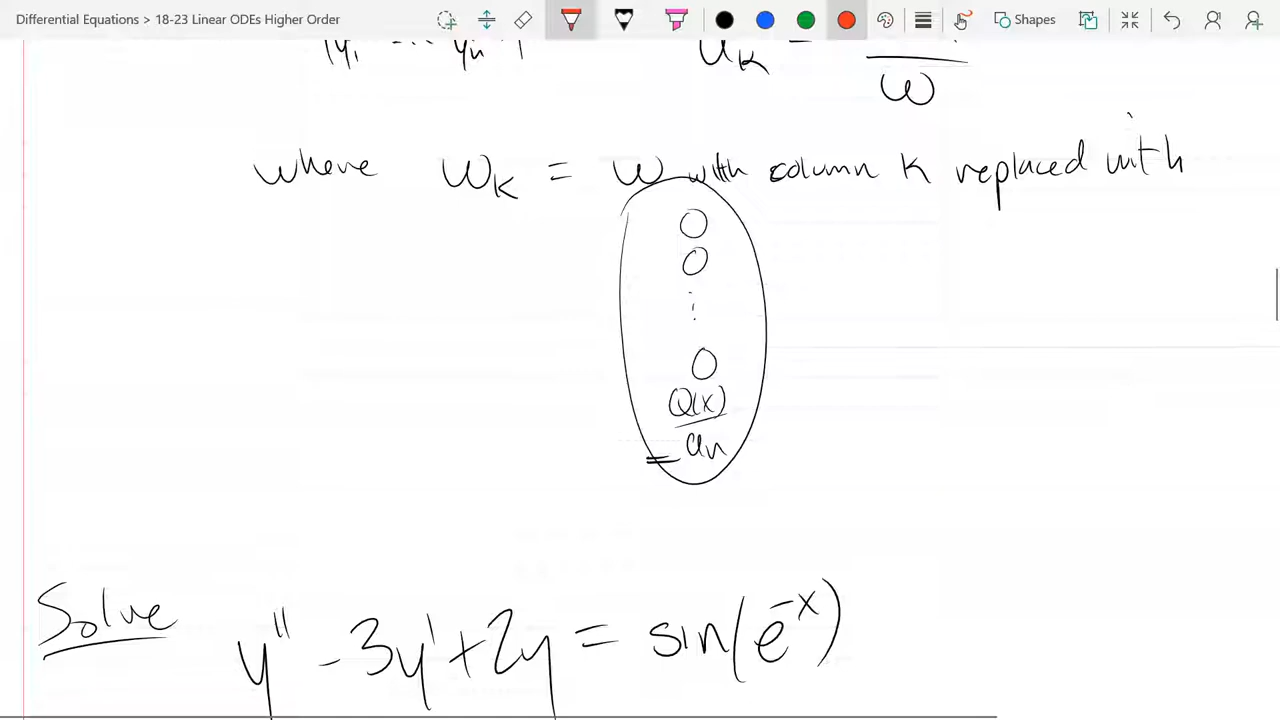 Differential Equations > 18-23 Linear ODEs Higher Order
Shapes
u_K =
w
where w_K = w with column K replaced with
0
0
⋮
0
Q(x)
= a_n
Solve y'' - 3y' + 2y = sin(e^-x)